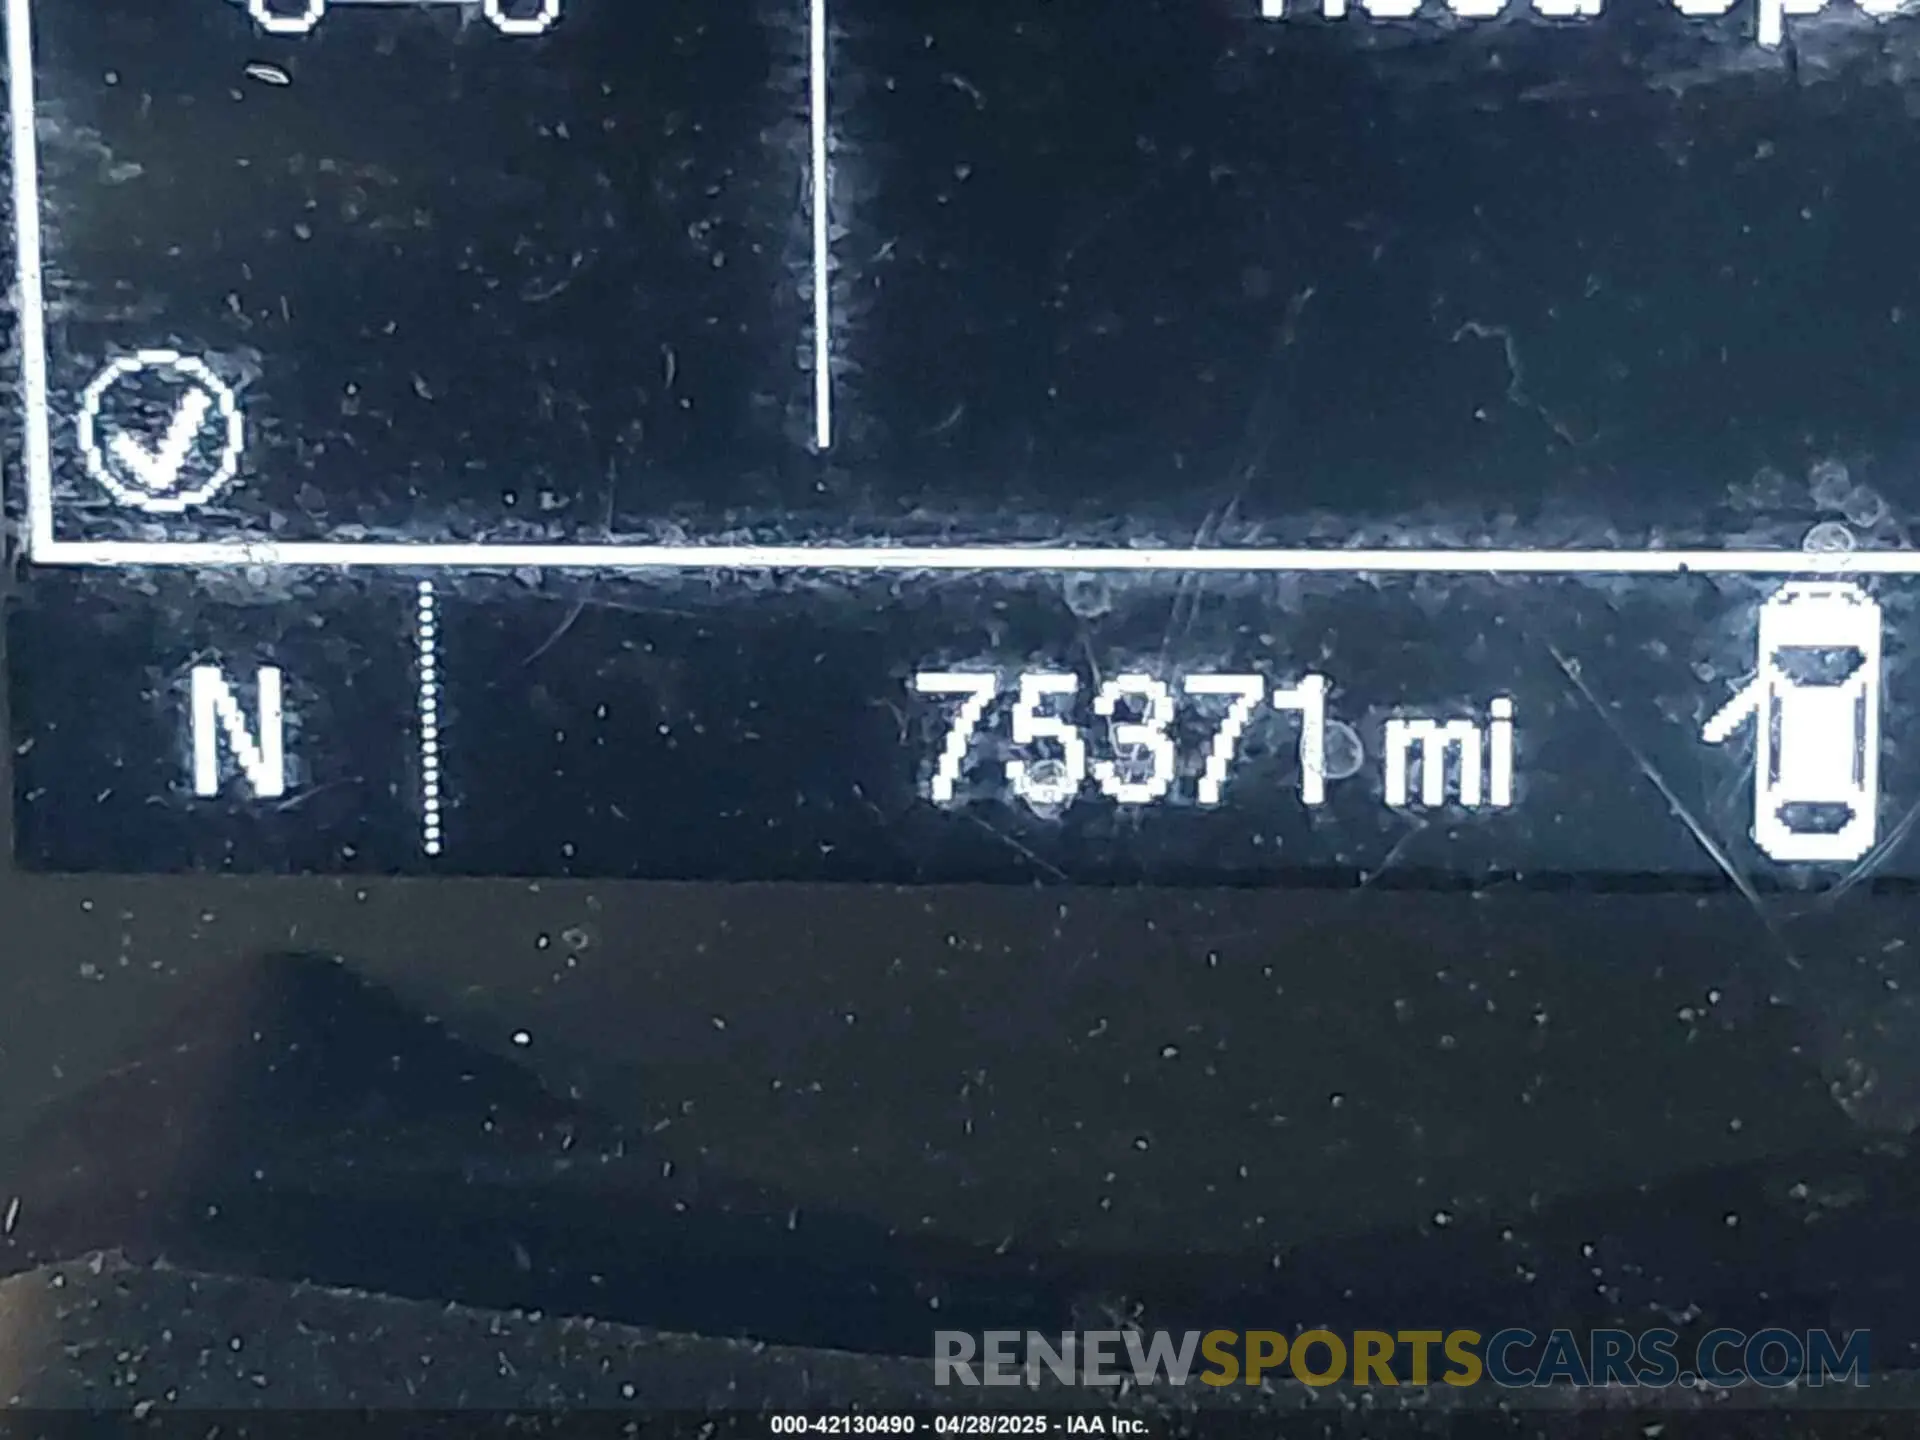 N
75371 mi
RENEWSPORTSCARS.COM
000-42130490 - 04/28/2025 - IAA Inc.